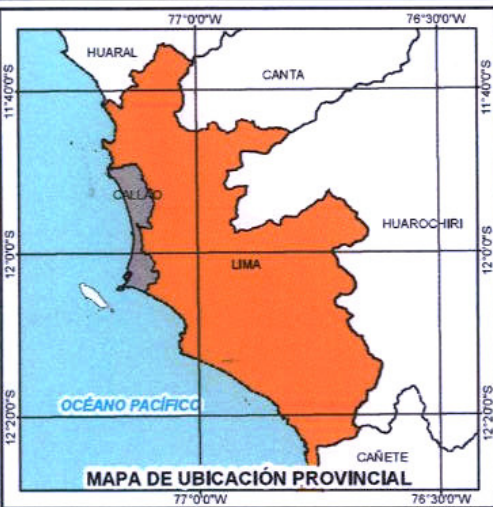 77°0'0"W 76°30'0"W
HUARAL
CANTA
11°40'0"S 11°40'0"S
CALLAO
HUAROCHIRI
12°0'0"S 12°0'0"S
LIMA
OCÉANO PACÍFICO
12°20'0"S 12°20'0"S
CAÑETE
MAPA DE UBICACIÓN PROVINCIAL
77°0'0"W 76°30'0"W